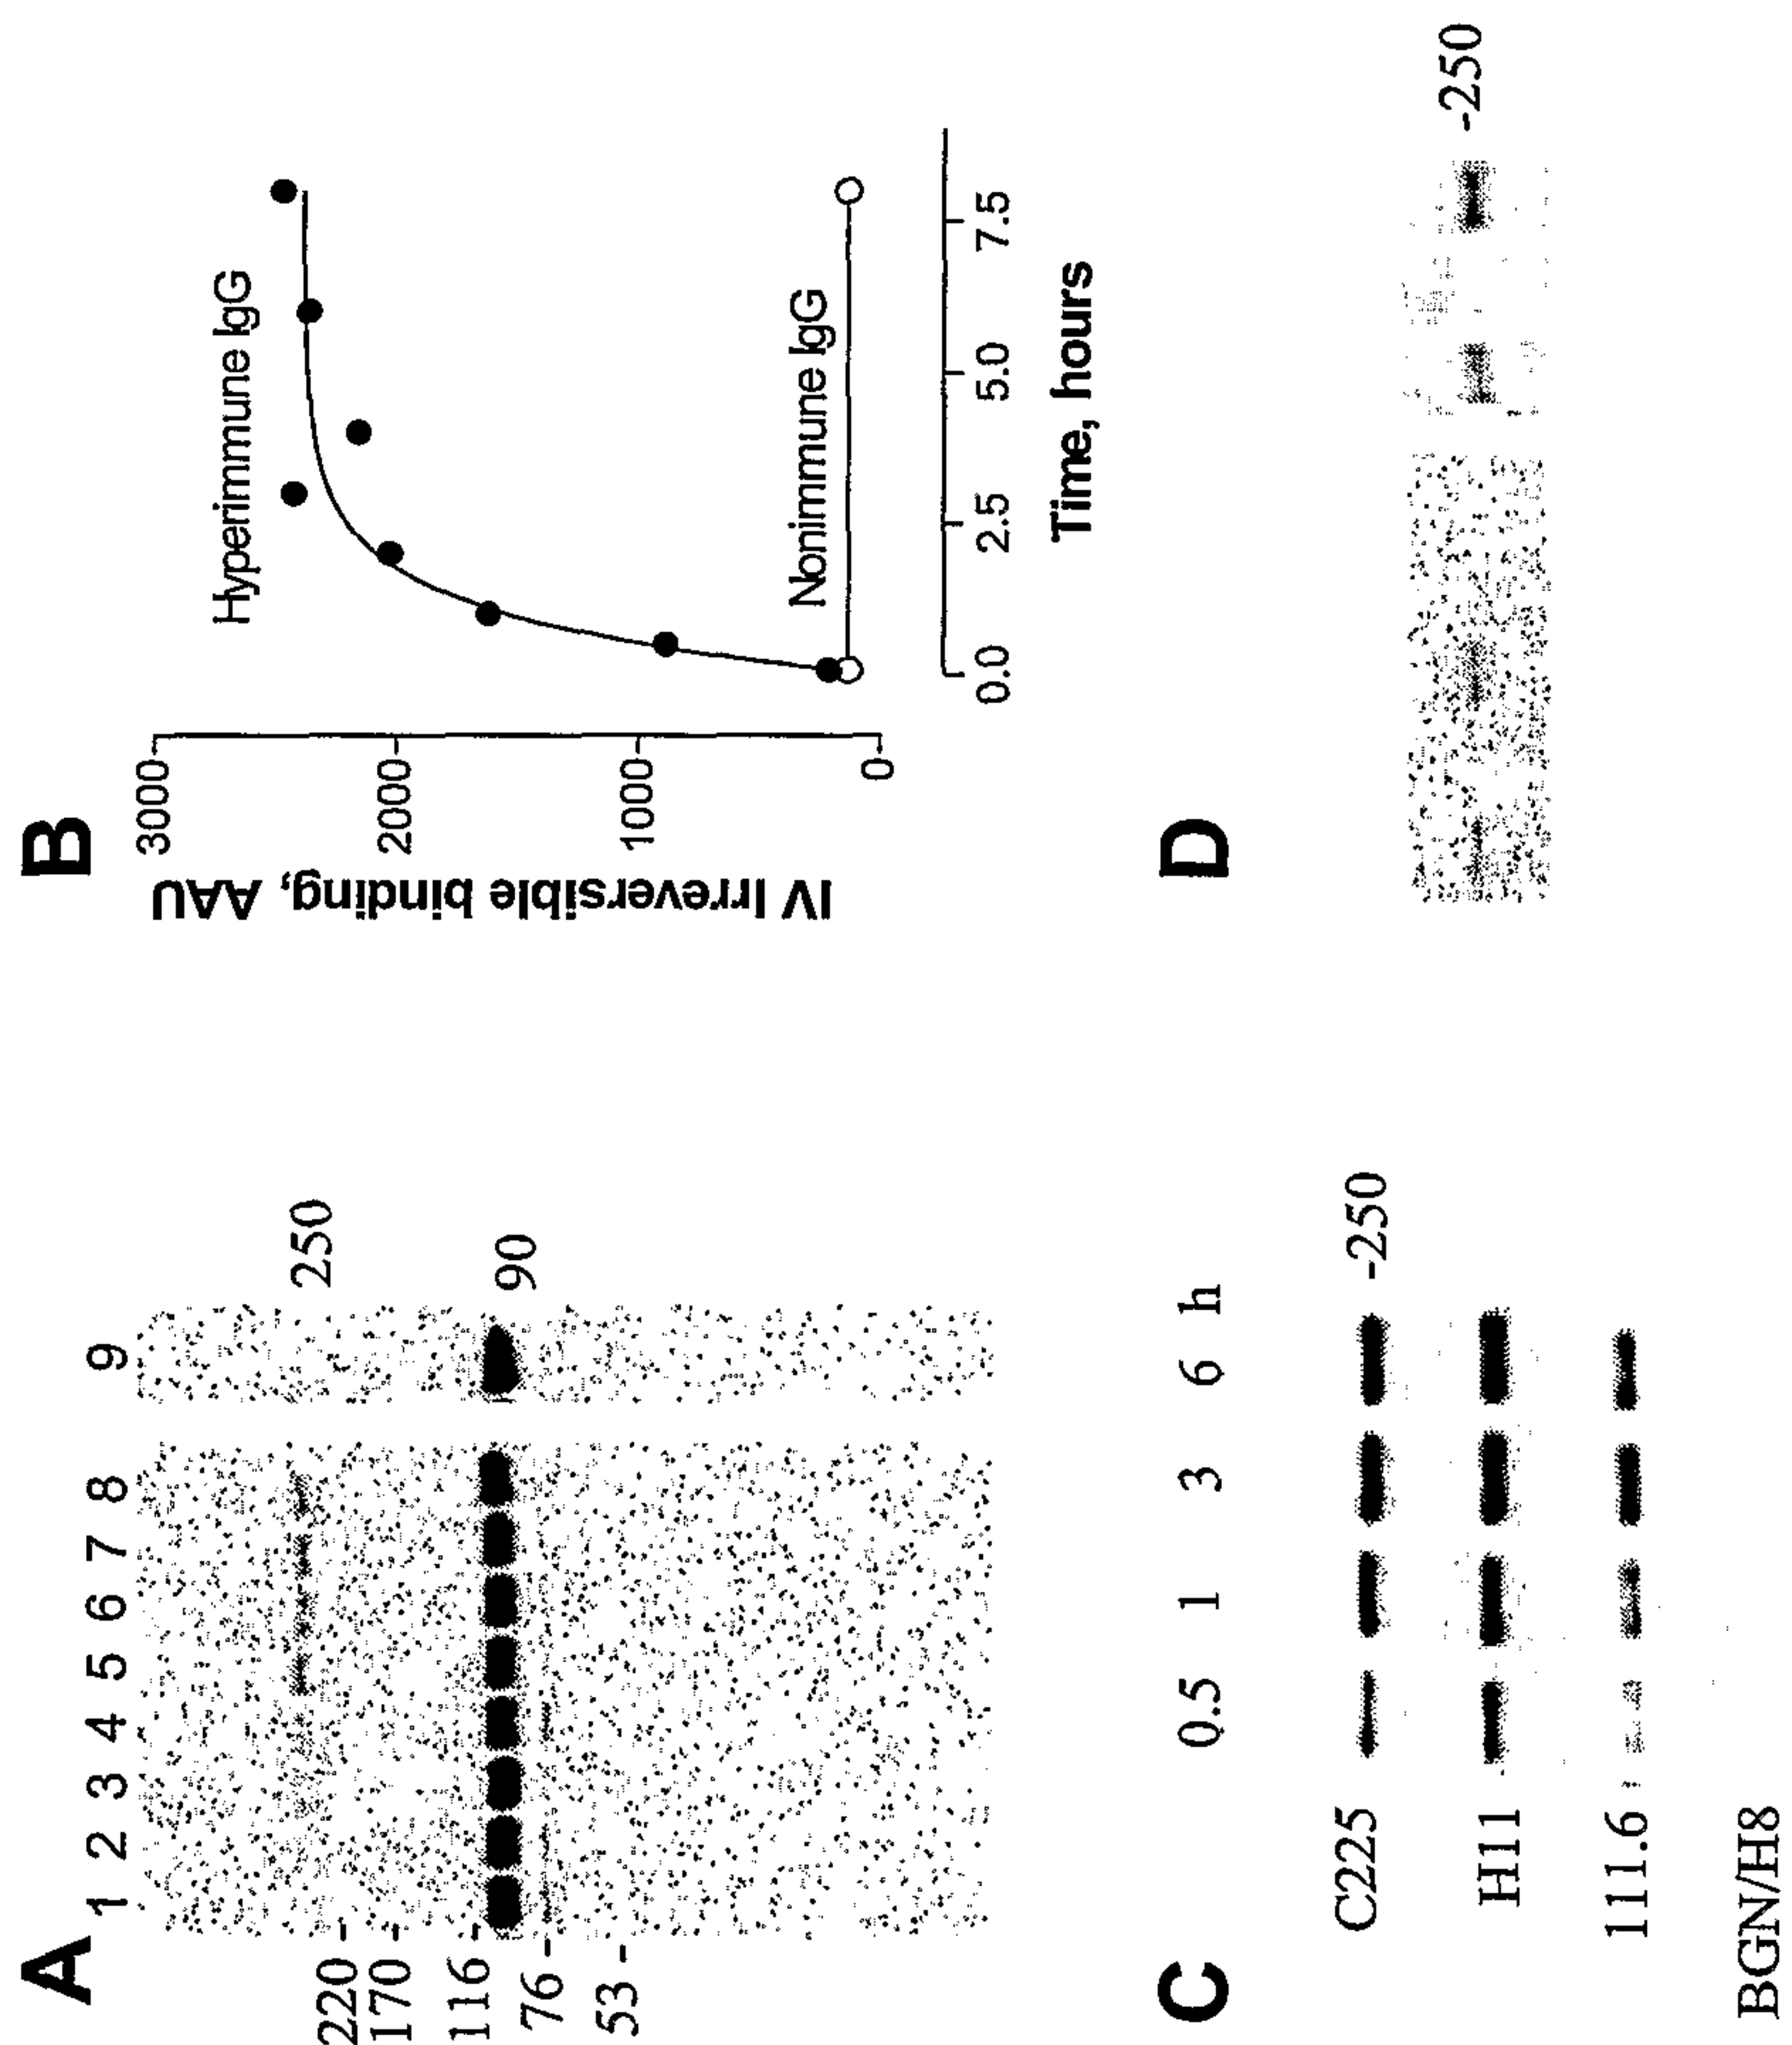 A
1 2 3 4 5 6 7 8 9
220 -
170 -
116 -
76 -
53 -
250
90
B
IV Irreversible binding, AAU
3000
2000
1000
0
Hyperimmune IgG
Nonimmune IgG
0.0 2.5 5.0 7.5
Time, hours
C
0.5 1 3 6 h
C225
-250
H11
111.6
BGN/H8
D
-250